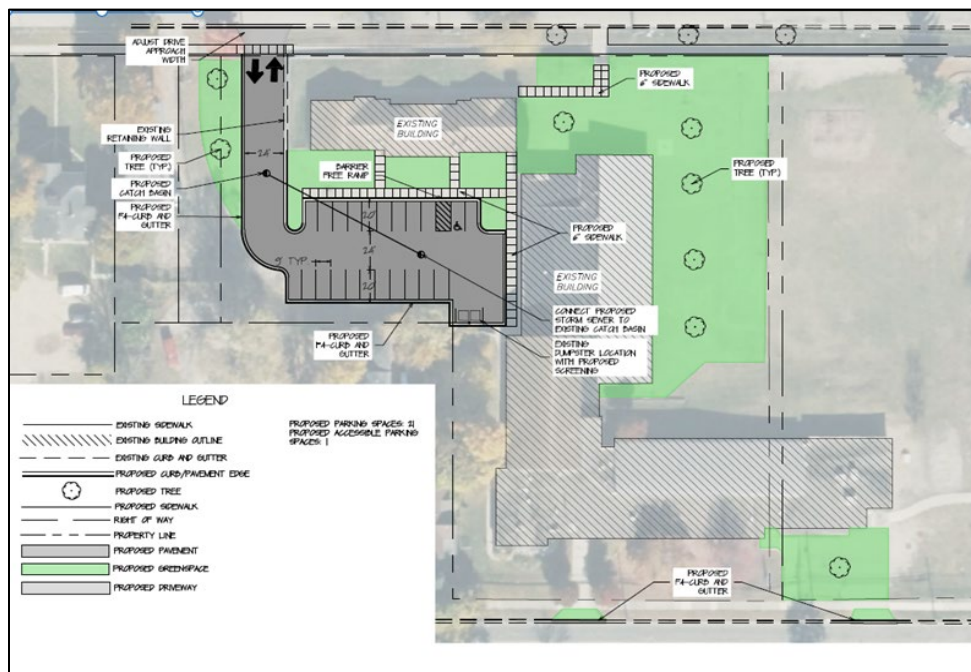 ADJUST DRIVE
APPROACH
WIDTH
EXISTING
RETAINING WALL
PROPOSED
TREE (TYP.)
PROPOSED
CATCH BASIN
PROPOSED
F4-CURB AND
GUTTER
24'
EXISTING
BUILDING
BARRIER
FREE RAMP
20'
24'
9' TYP.
20'
PROPOSED
F4-CURB AND
GUTTER
PROPOSED
6" SIDEWALK
PROPOSED
TREE (TYP.)
PROPOSED
6" SIDEWALK
EXISTING
BUILDING
CONNECT PROPOSED
STORM SEWER TO
EXISTING CATCH BASIN
EXISTING
DUMPSTER LOCATION
WITH PROPOSED
SCREENING
LEGEND
EXISTING SIDEWALK
EXISTING BUILDING OUTLINE
EXISTING CURB AND GUTTER
PROPOSED CURB/PAVEMENT EDGE
PROPOSED TREE
PROPOSED SIDEWALK
RIGHT OF WAY
PROPERTY LINE
PROPOSED PAVEMENT
PROPOSED GREENSPACE
PROPOSED DRIVEWAY
PROPOSED PARKING SPACES: 21
PROPOSED ACCESSIBLE PARKING
SPACES: 1
PROPOSED
F4-CURB AND
GUTTER